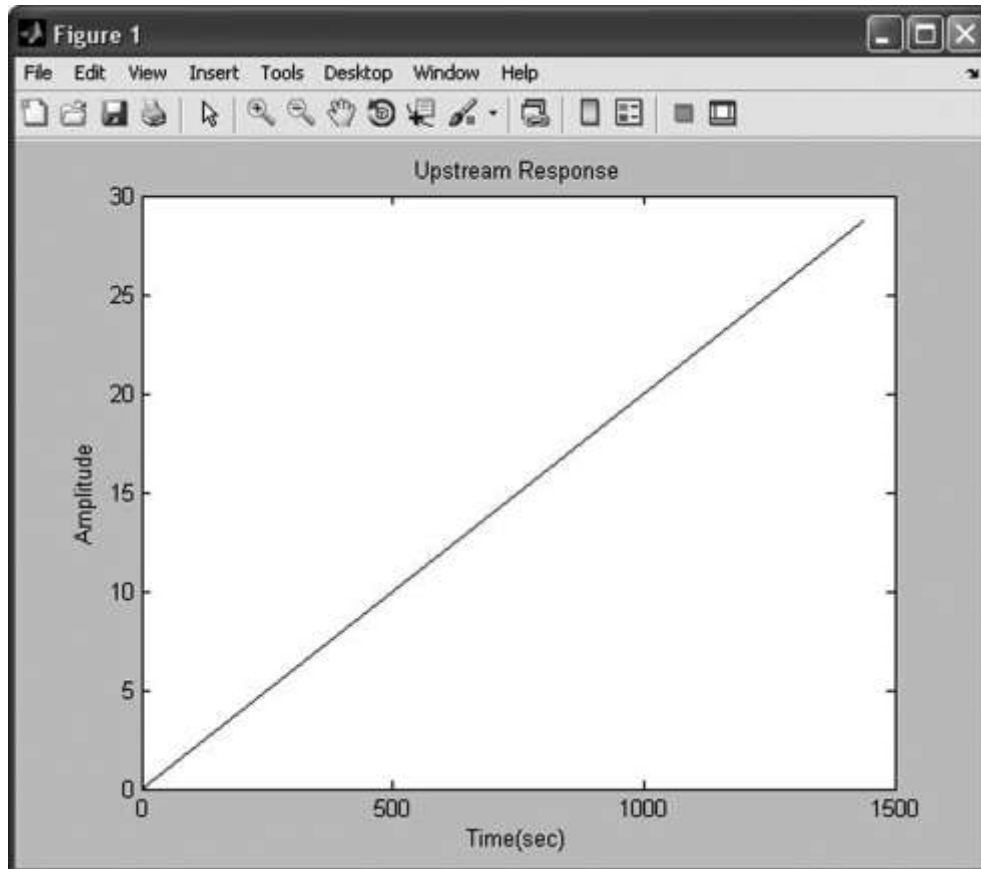 Figure 1
File Edit View Insert Tools Desktop Window Help
Upstream Response
30
25
20
15
10
5
0
Amplitude
0 500 1000 1500
Time(sec)